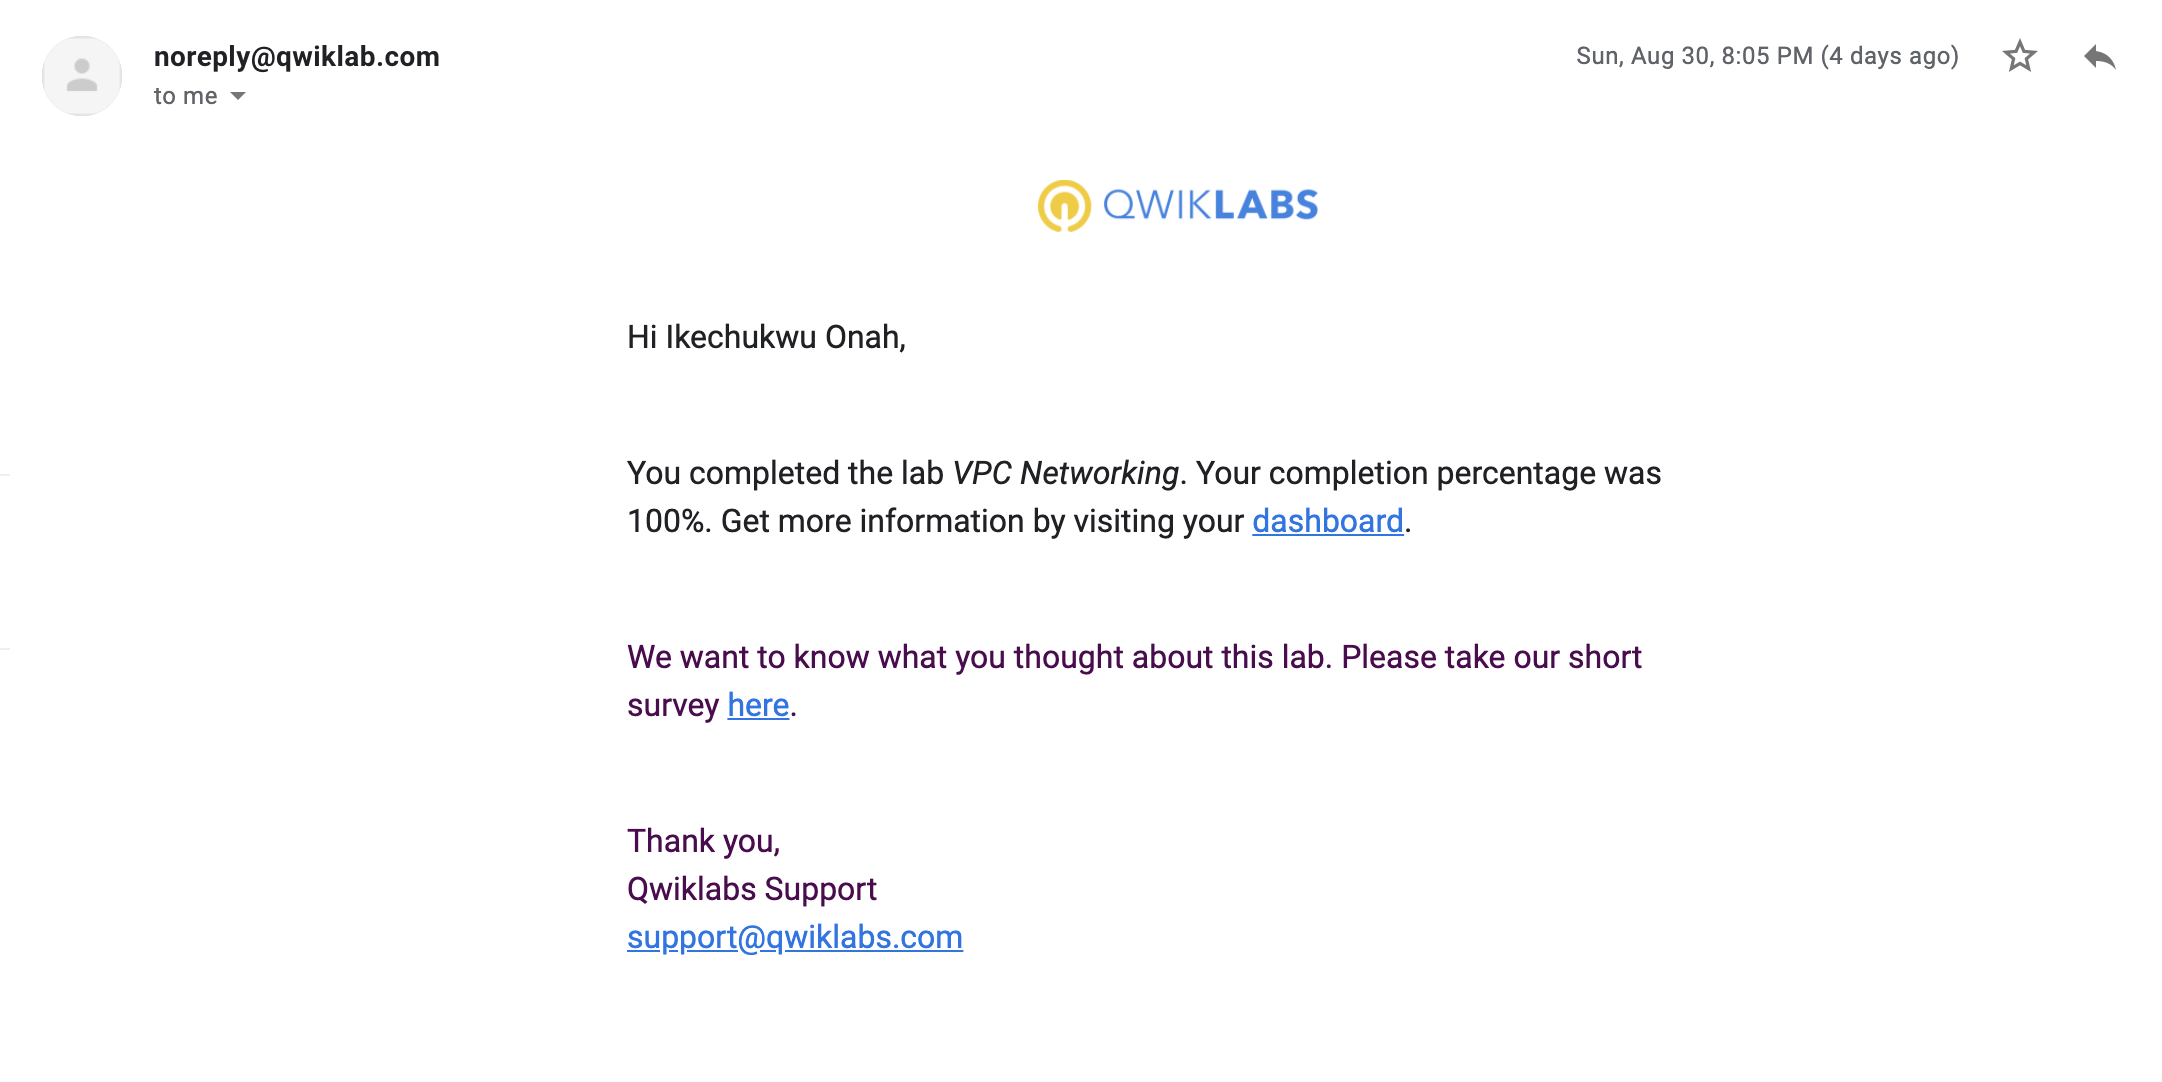 noreply@qwiklab.com
Sun, Aug 30, 8:05 PM (4 days ago)
to me
QWIKLABS
Hi Ikechukwu Onah,
You completed the lab VPC Networking. Your completion percentage was
100%. Get more information by visiting your dashboard.
We want to know what you thought about this lab. Please take our short
survey here.
Thank you,
Qwiklabs Support
support@qwiklabs.com